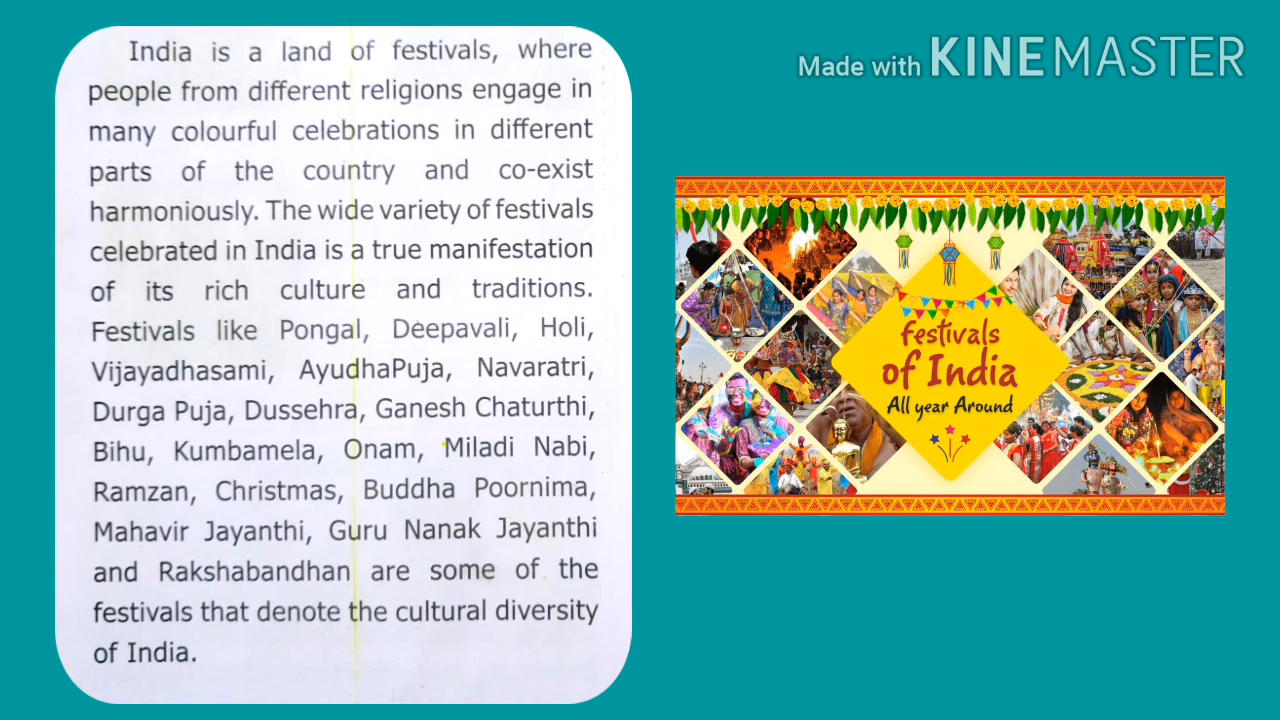 India is a land of festivals, where
people from different religions engage in
many colourful celebrations in different
parts of the country and co-exist
harmoniously. The wide variety of festivals
celebrated in India is a true manifestation
of its rich culture and traditions.
Festivals like Pongal, Deepavali, Holi,
Vijayadhasami, AyudhaPuja, Navaratri,
Durga Puja, Dussehra, Ganesh Chaturthi,
Bihu, Kumbamela, Onam, Miladi Nabi,
Ramzan, Christmas, Buddha Poornima,
Mahavir Jayanthi, Guru Nanak Jayanthi
and Rakshabandhan are some of the
festivals that denote the cultural diversity
of India.
Made with KINEMASTER
festivals
of India
All year Around